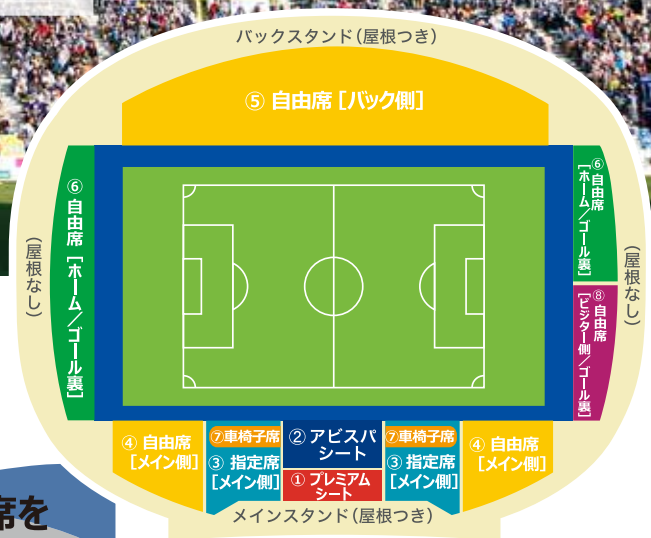 バックスタンド(屋根つき)
⑤ 自由席 [バック側]
⑥ 自由席 [ホーム/ゴール裏]
(屋根なし)
⑥ 自由席
[ホーム/ゴール裏]
(屋根なし)
⑧ 自由席
[ビジター側/ゴール裏]
④ 自由席
[メイン側]
⑦車椅子席
③ 指定席
[メイン側]
② アビスパ
シート
① プレミアム
シート
⑦車椅子席
③ 指定席
[メイン側]
④ 自由席
[メイン側]
メインスタンド(屋根つき)
席を